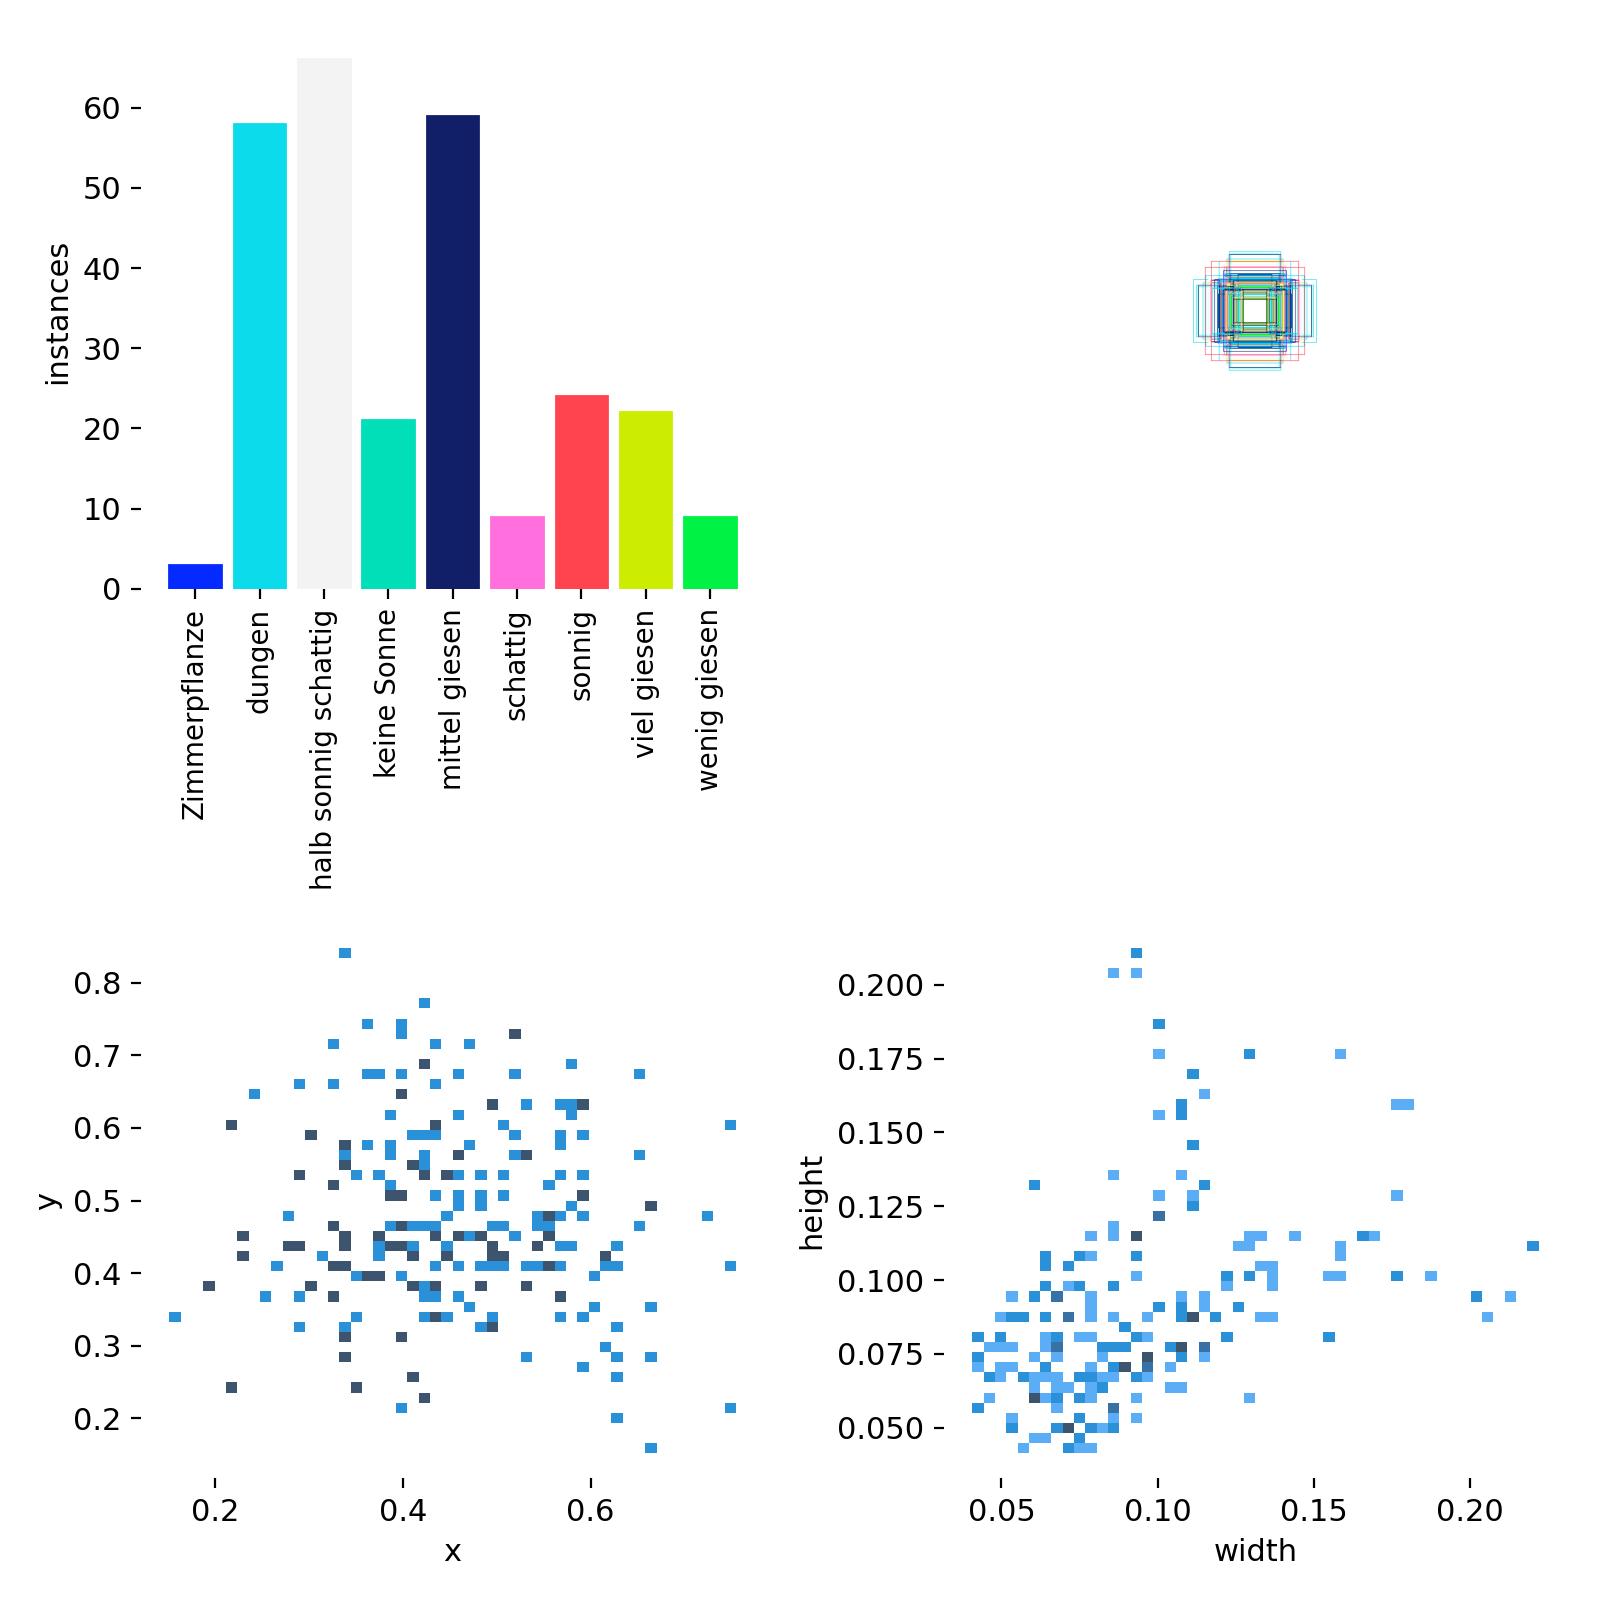 instances
60
50
40
30
20
10
0
Zimmerpflanze
dungen
halb sonnig schattig
keine Sonne
mittel giesen
schattig
sonnig
viel giesen
wenig giesen
y
0.8
0.7
0.6
0.5
0.4
0.3
0.2
0.2 0.4 0.6
x
height
0.200
0.175
0.150
0.125
0.100
0.075
0.050
0.05 0.10 0.15 0.20
width